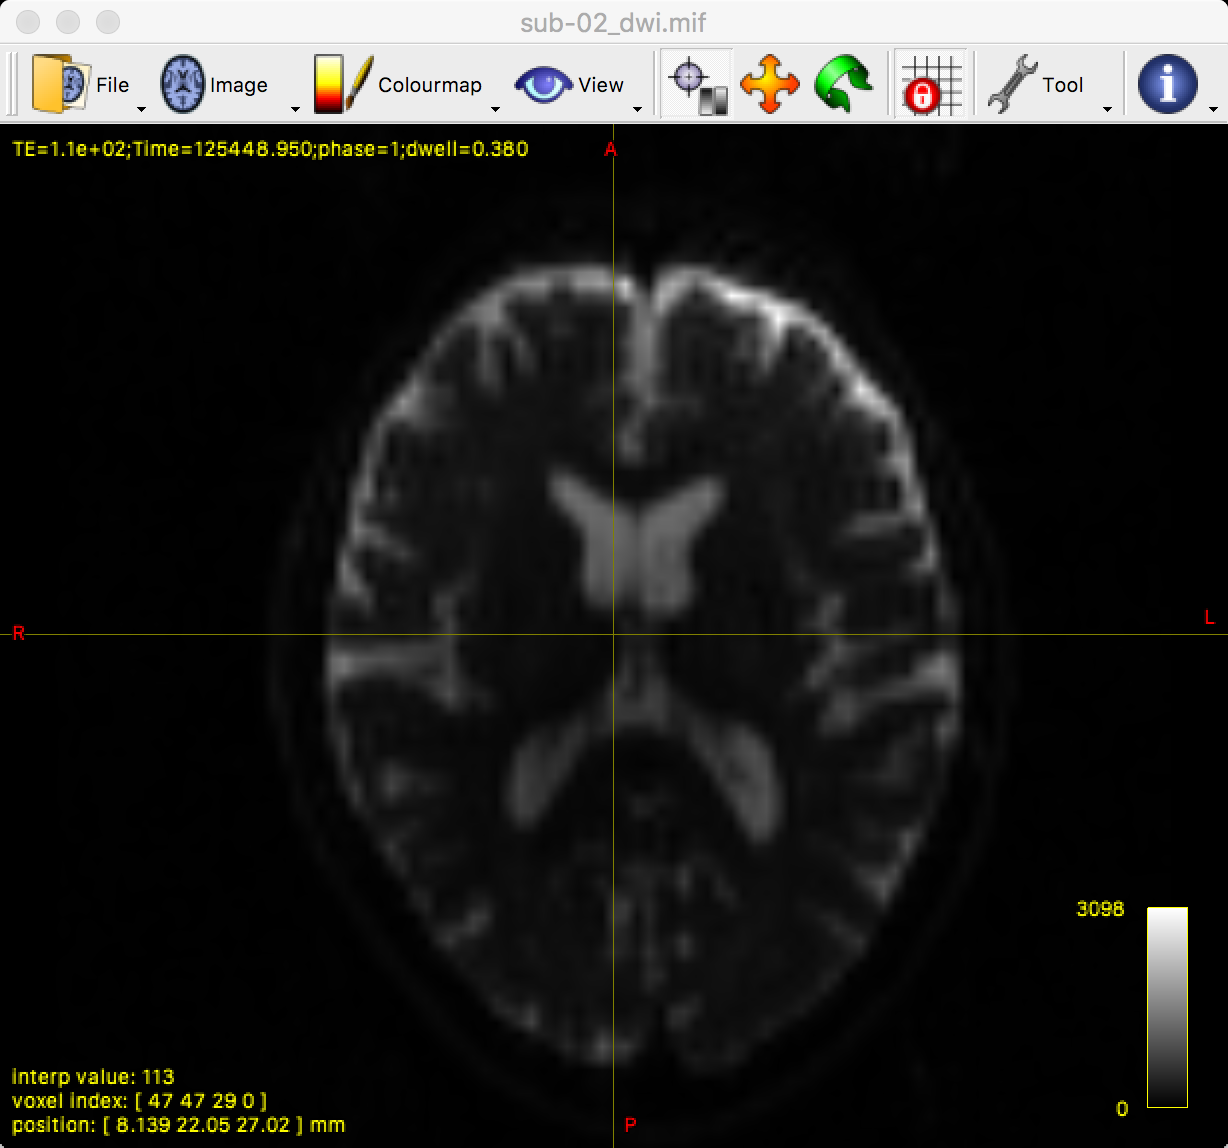 sub-02_dwi.mif
File Image Colourmap View Tool
TE=1.1e+02;Time=125448.950;phase=1;dwell=0.380
A
R
L
3098
0
interp value: 113
voxel index: [ 47 47 29 0 ]
position: [ 8.139 22.05 27.02 ] mm
P